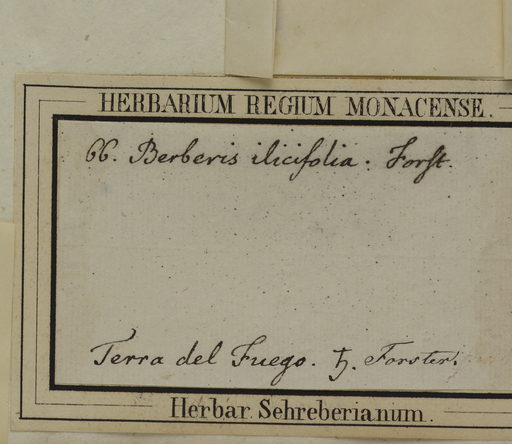 HERBARIUM REGIUM MONACENSE.
66. Berberis ilicifolia. Forst.
Terra del Fuego. ♄. Forster.
Herbar. Schreberianum.